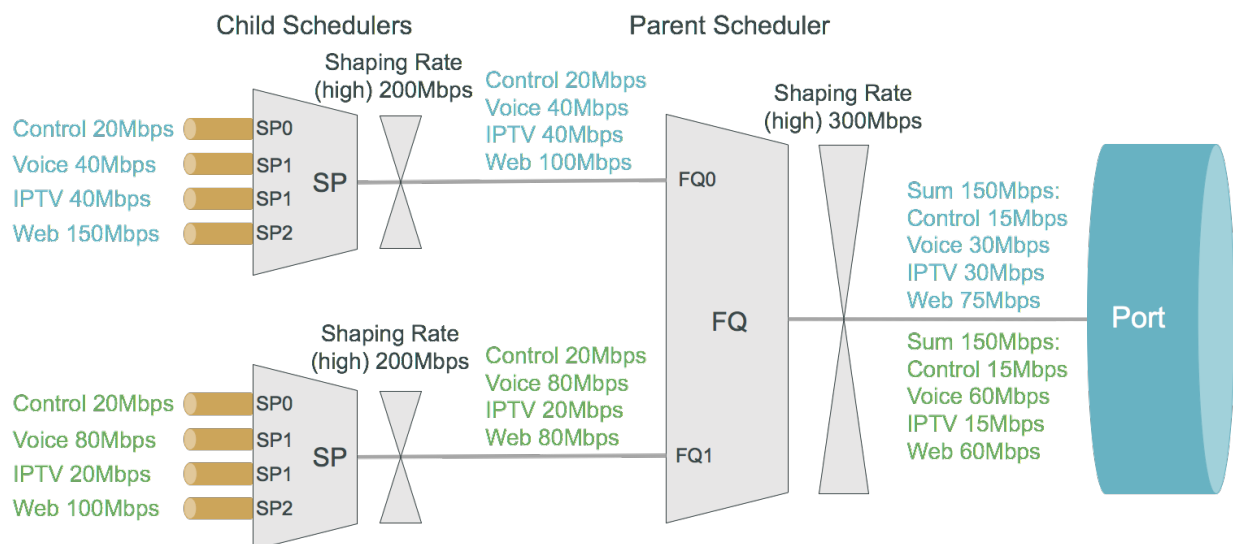 Child Schedulers
Parent Scheduler
Shaping Rate
(high) 200Mbps
Control 20Mbps
Voice 40Mbps
IPTV 40Mbps
Web 150Mbps
SP0
SP1
SP1
SP2
SP
Control 20Mbps
Voice 40Mbps
IPTV 40Mbps
Web 100Mbps
Shaping Rate
(high) 300Mbps
FQ0
FQ
FQ1
Sum 150Mbps:
Control 15Mbps
Voice 30Mbps
IPTV 30Mbps
Web 75Mbps
Port
Shaping Rate
(high) 200Mbps
Control 20Mbps
Voice 80Mbps
IPTV 20Mbps
Web 100Mbps
SP0
SP1
SP1
SP2
SP
Control 20Mbps
Voice 80Mbps
IPTV 20Mbps
Web 80Mbps
Sum 150Mbps:
Control 15Mbps
Voice 60Mbps
IPTV 15Mbps
Web 60Mbps